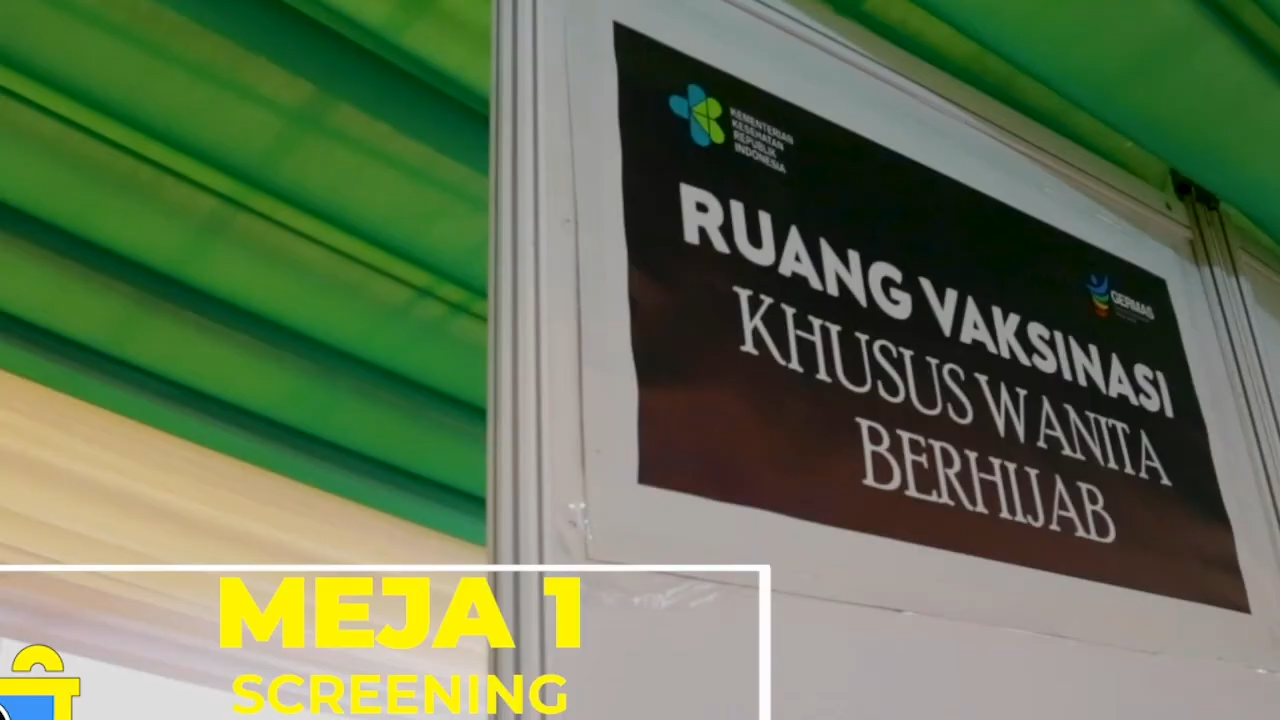 KEMENTERIAN
KESEHATAN
REPUBLIK
INDONESIA
RUANG VAKSINASI
GERMAS
KHUSUS WANITA
BERHIJAB
MEJA 1
SCREENING